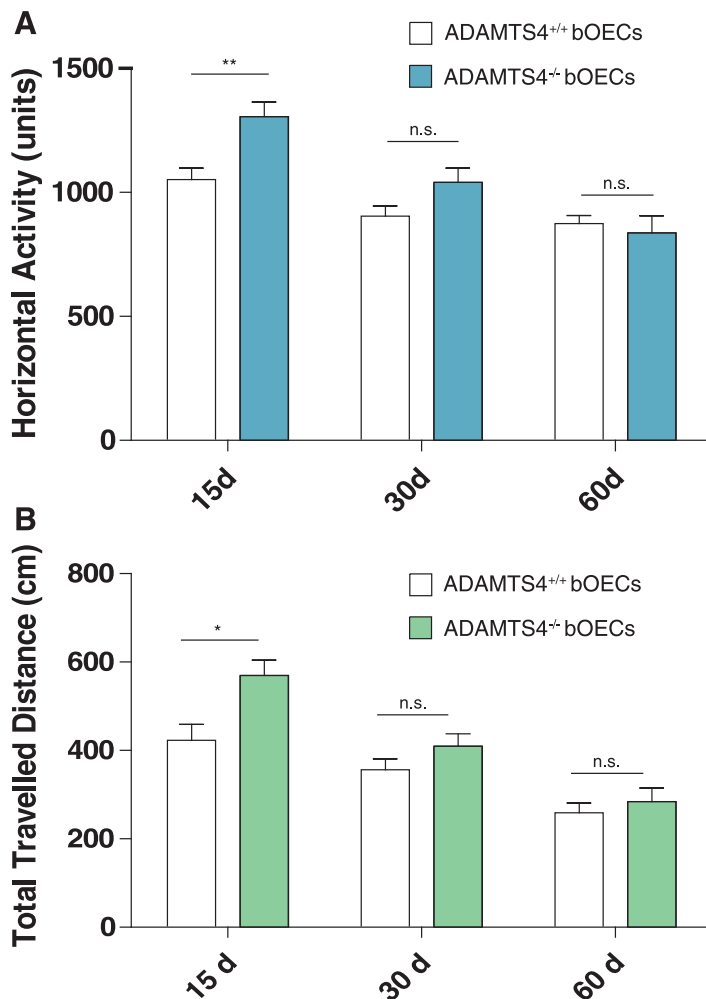 A
ADAMTS4+/+ bOECs
ADAMTS4-/- bOECs
Horizontal Activity (units)
1500
1000
500
0
**
n.s.
n.s.
15d
30d
60d
B
ADAMTS4+/+ bOECs
ADAMTS4-/- bOECs
Total Travelled Distance (cm)
800
600
400
200
0
*
n.s.
n.s.
15 d
30 d
60 d